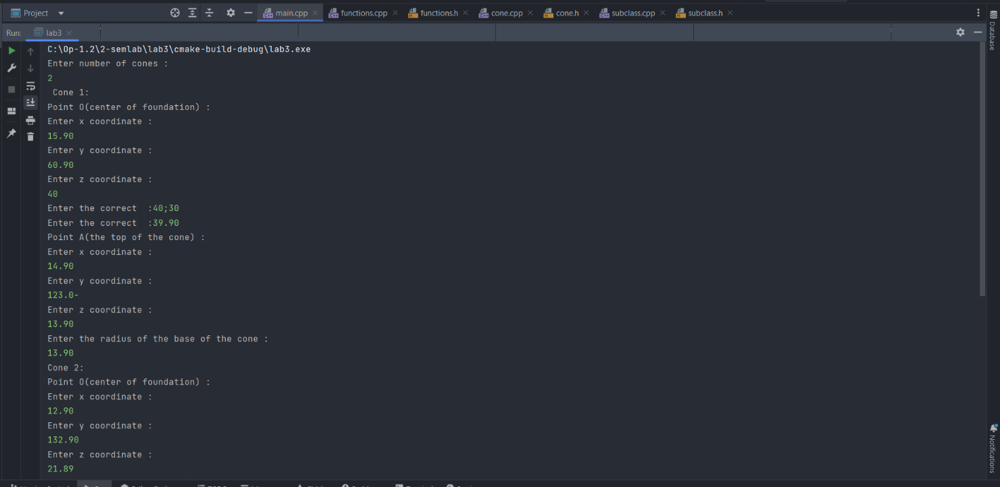 Project main.cpp functions.cpp functions.h cone.cpp cone.h subclass.cpp subclass.h
Run: lab3
C:\Op-1.2\2-semlab\lab3\cmake-build-debug\lab3.exe
Enter number of cones :
2
Cone 1:
Point O(center of foundation) :
Enter x coordinate :
15.90
Enter y coordinate :
60.90
Enter z coordinate :
40
Enter the correct  :40;30
Enter the correct  :39.90
Point A(the top of the cone) :
Enter x coordinate :
14.90
Enter y coordinate :
123.0-
Enter z coordinate :
13.90
Enter the radius of the base of the cone :
13.90
Cone 2:
Point O(center of foundation) :
Enter x coordinate :
12.90
Enter y coordinate :
132.90
Enter z coordinate :
21.89
Database
Notifications